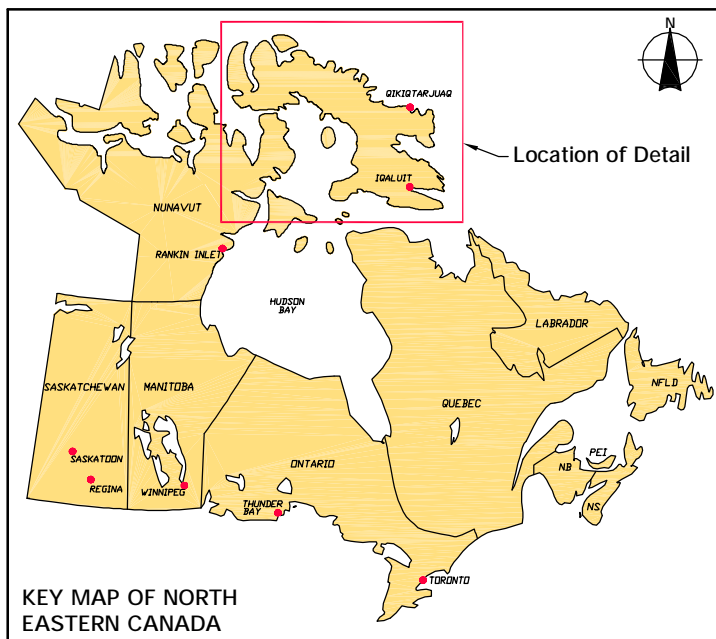 N
QIKIQTARJUAQ
Location of Detail
IQALUIT
NUNAVUT
RANKIN INLET
HUDSON
BAY
LABRADOR
SASKATCHEWAN
MANITOBA
NFLD
QUEBEC
SASKATOON
ONTARIO
PEI
NB
REGINA
WINNIPEG
THUNDER
BAY
NS
TORONTO
KEY MAP OF NORTH
EASTERN CANADA